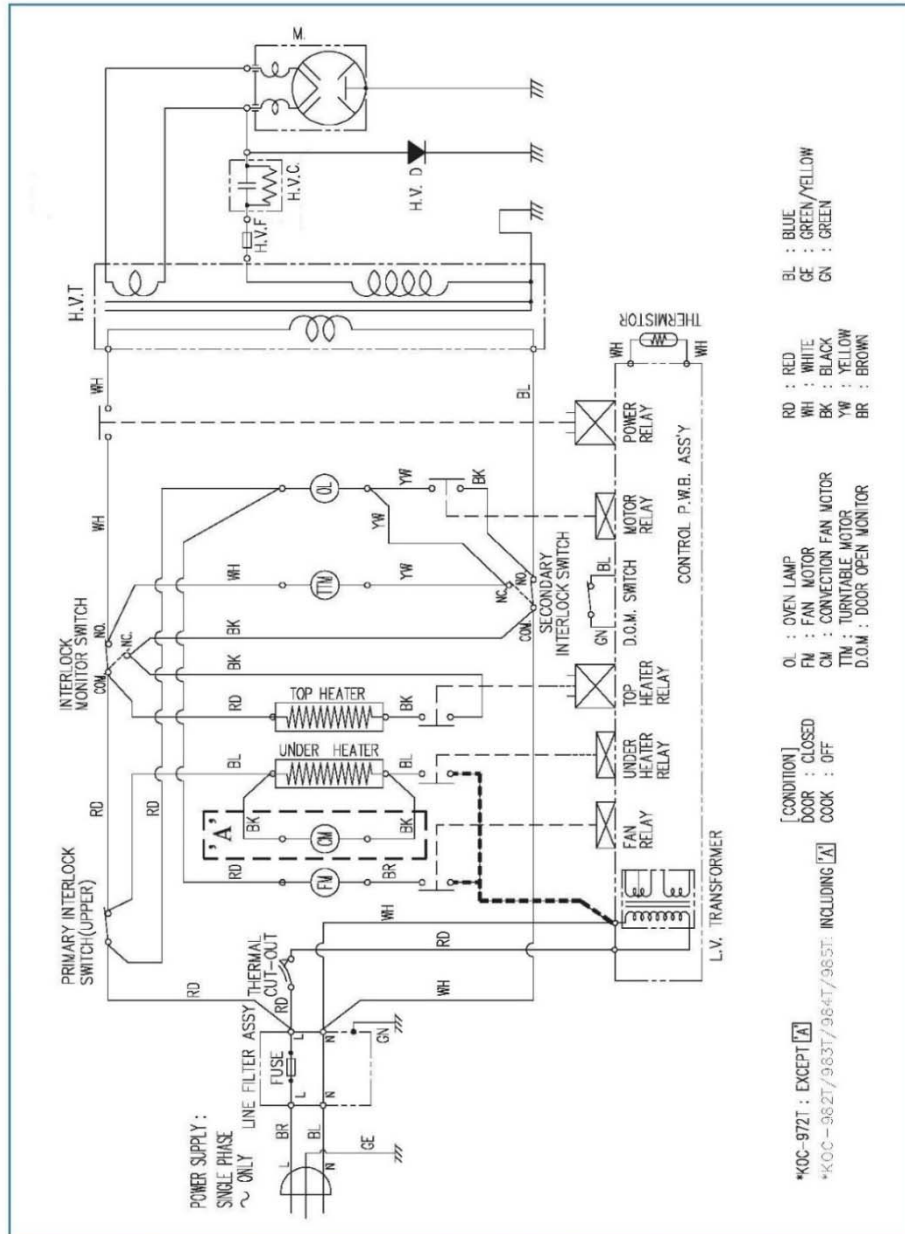 POWER SUPPLY :
SINGLE PHASE
~ ONLY
BR
BL
L
N
GE
LINE FILTER ASSY
FUSE
L
N
L
N
GN
THERMAL
CUT-OUT
RD
RD
WH
WH
RD
PRIMARY INTERLOCK
SWITCH(UPPER)
RD
RD
'A'
RD
FM
BR
BK
CM
BK
BL
UNDER HEATER
BL
RD
TOP HEATER
BK
INTERLOCK
MONITOR SWITCH
COM.
NO.
NC.
BK
BK
WH
TTM
YW
WH
OL
YW
YW
BK
NC.
NO.
COM.
SECONDARY
INTERLOCK SWITCH
WH
BL
H.V.T
H.V.F
H.V.C.
H.V. D
M.
L.V. TRANSFORMER
FAN
RELAY
UNDER
HEATER
RELAY
TOP
HEATER
RELAY
GN
BL
D.O.M. SWITCH
MOTOR
RELAY
POWER
RELAY
CONTROL P.W.B. ASS'Y
WH
WH
THERMISTOR
*KOC-972T : EXCEPT 'A'
*KOC-982T/983T/984T/985T: INCLUDING 'A'
[CONDITION]
DOOR : CLOSED
COOK : OFF
OL : OVEN LAMP
FM : FAN MOTOR
CM : CONVECTION FAN MOTOR
TTM : TURNTABLE MOTOR
D.O.M : DOOR OPEN MONITOR
RD : RED
WH : WHITE
BK : BLACK
YW : YELLOW
BR : BROWN
BL : BLUE
GE : GREEN/YELLOW
GN : GREEN